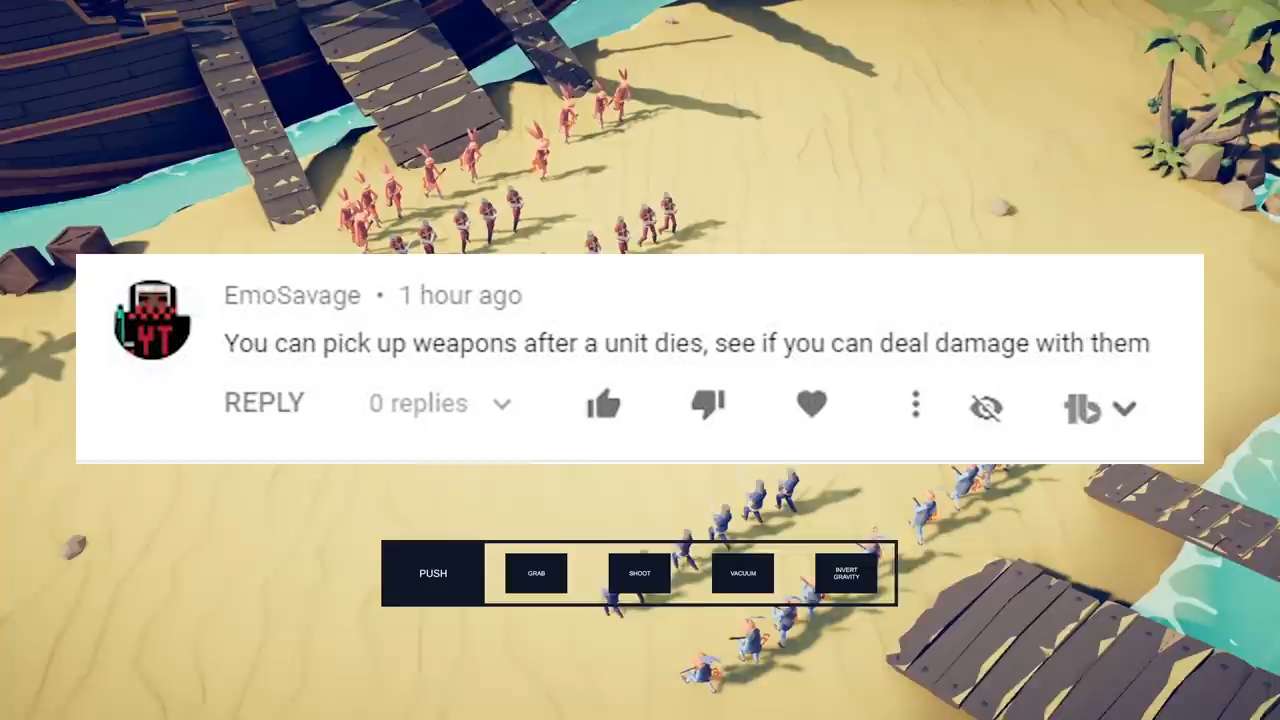 EmoSavage • 1 hour ago
YT
You can pick up weapons after a unit dies, see if you can deal damage with them
REPLY 0 replies
PUSH GRAB SHOOT VACUUM INVERT GRAVITY